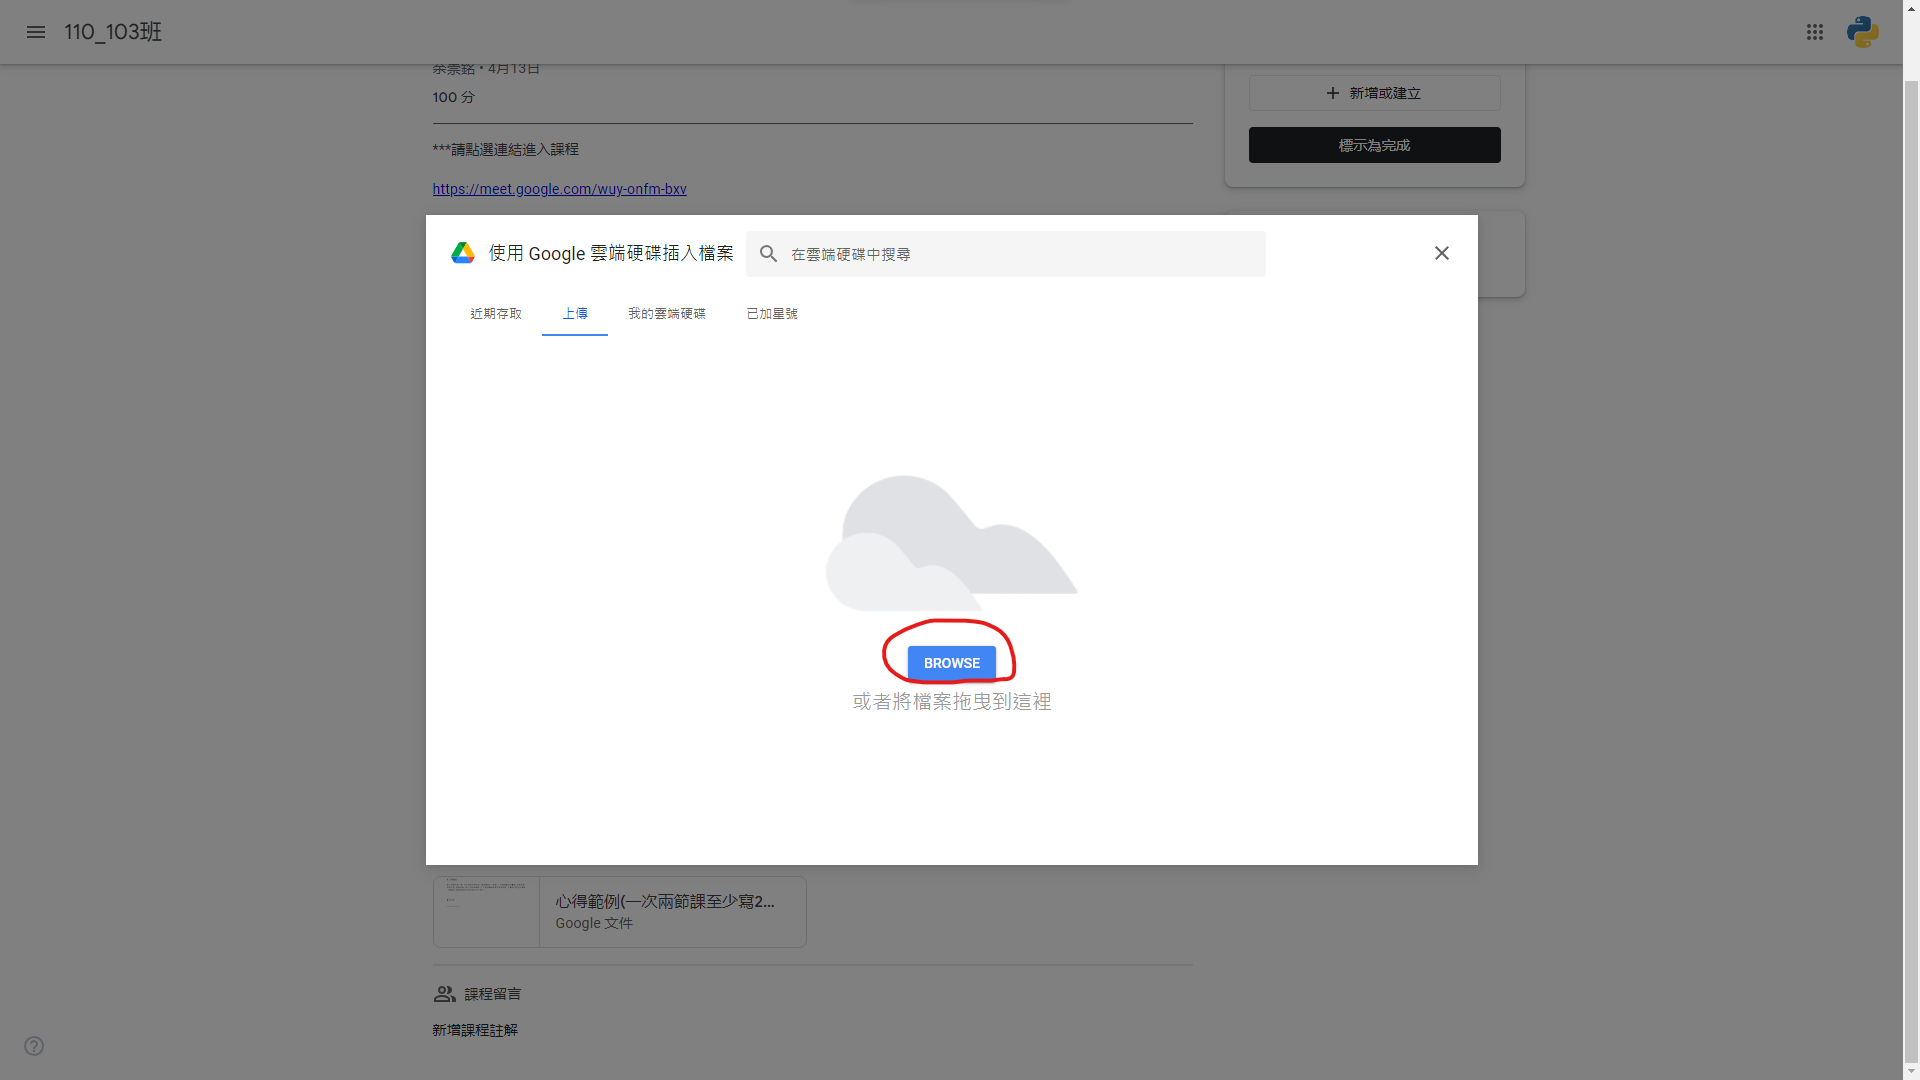 110_103班
余崇銘・4月13日
100 分
新增或建立
標示為完成
***請點選連結進入課程
https://meet.google.com/wuy-onfm-bxv
使用 Google 雲端硬碟插入檔案
在雲端硬碟中搜尋
近期存取 上傳 我的雲端硬碟 已加星號
BROWSE
或者將檔案拖曳到這裡
心得範例(一次兩節課至少寫2...
Google 文件
課程留言
新增課程註解